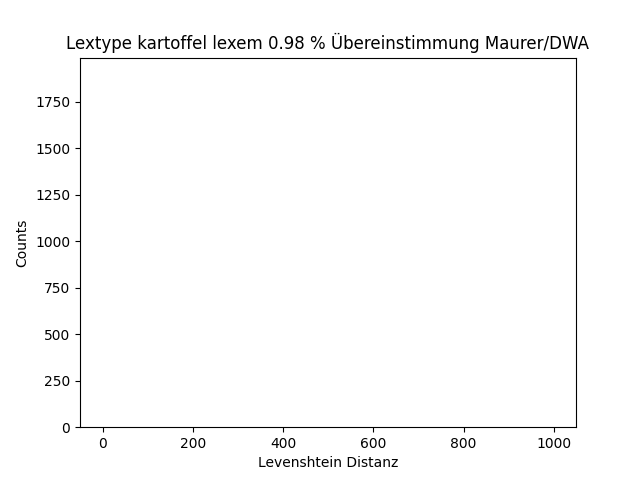 Lextype kartoffel lexem 0.98 % Übereinstimmung Maurer/DWA
1750
1500
1250
1000
750
500
250
0
Counts
0 200 400 600 800 1000
Levenshtein Distanz